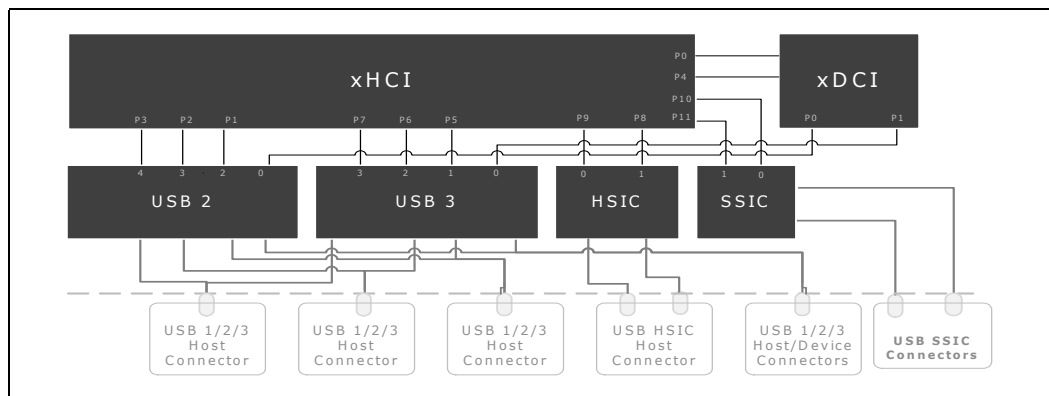 P0
xHCI
xDCI
P4
P10
P3 P2 P1 P7 P6 P5 P9 P8 P11 P0 P1
4 3 2 0 3 2 1 0 0 1 1 0
USB 2 USB 3 HSIC SSIC
USB 1/2/3
Host
Connector
USB 1/2/3
Host
Connector
USB 1/2/3
Host
Connector
USB HSIC
Host
Connector
USB 1/2/3
Host/Device
Connectors
USB SSIC
Connectors